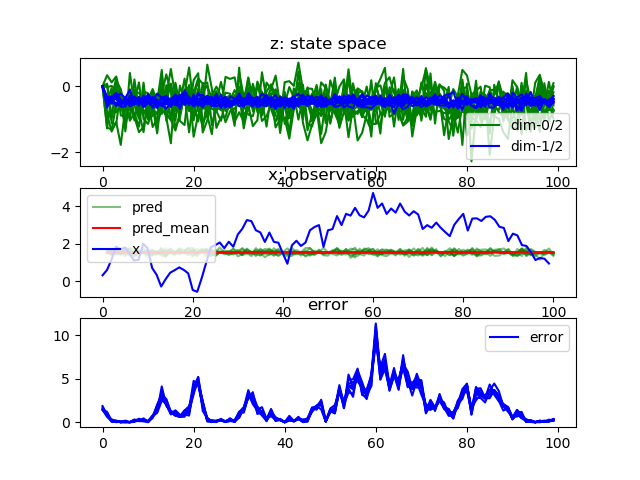 z: state space
0
−2
dim-0/2
dim-1/2
0 20 40 60 80 100
x: observation
4
2
0
pred
pred_mean
x
0 20 40 60 80 100
error
10
5
0
error
0 20 40 60 80 100